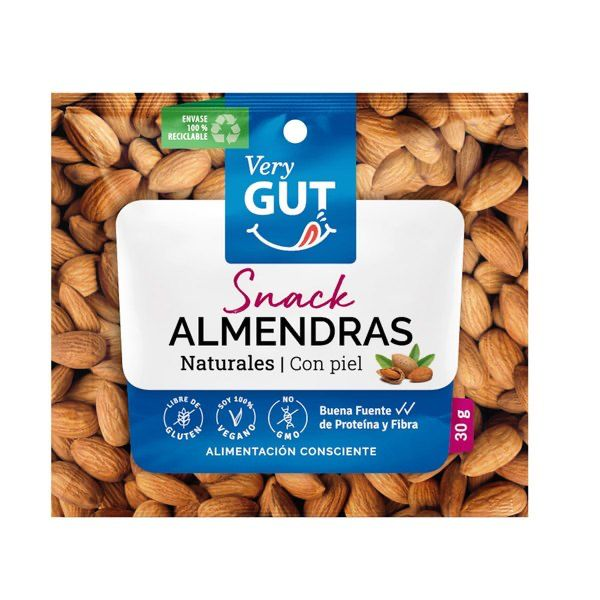 ENVASE
100 %
RECICLABLE
Very
GUT
Snack
ALMENDRAS
Naturales | Con piel
LIBRE DE
GLUTEN
SOY 100%
VEGANO
NO
GMO
Buena Fuente
de Proteína y Fibra
30 g
ALIMENTACIÓN CONSCIENTE